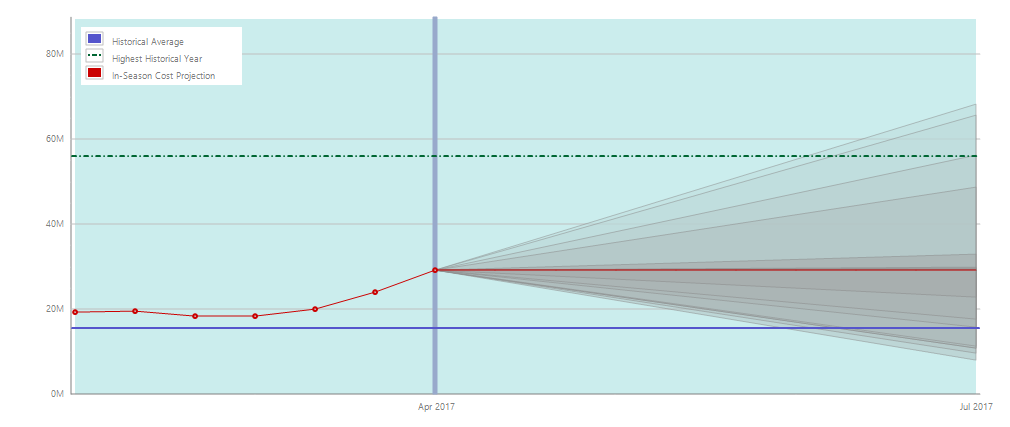 Historical Average
Highest Historical Year
In-Season Cost Projection
80M
60M
40M
20M
0M
Apr 2017
Jul 2017